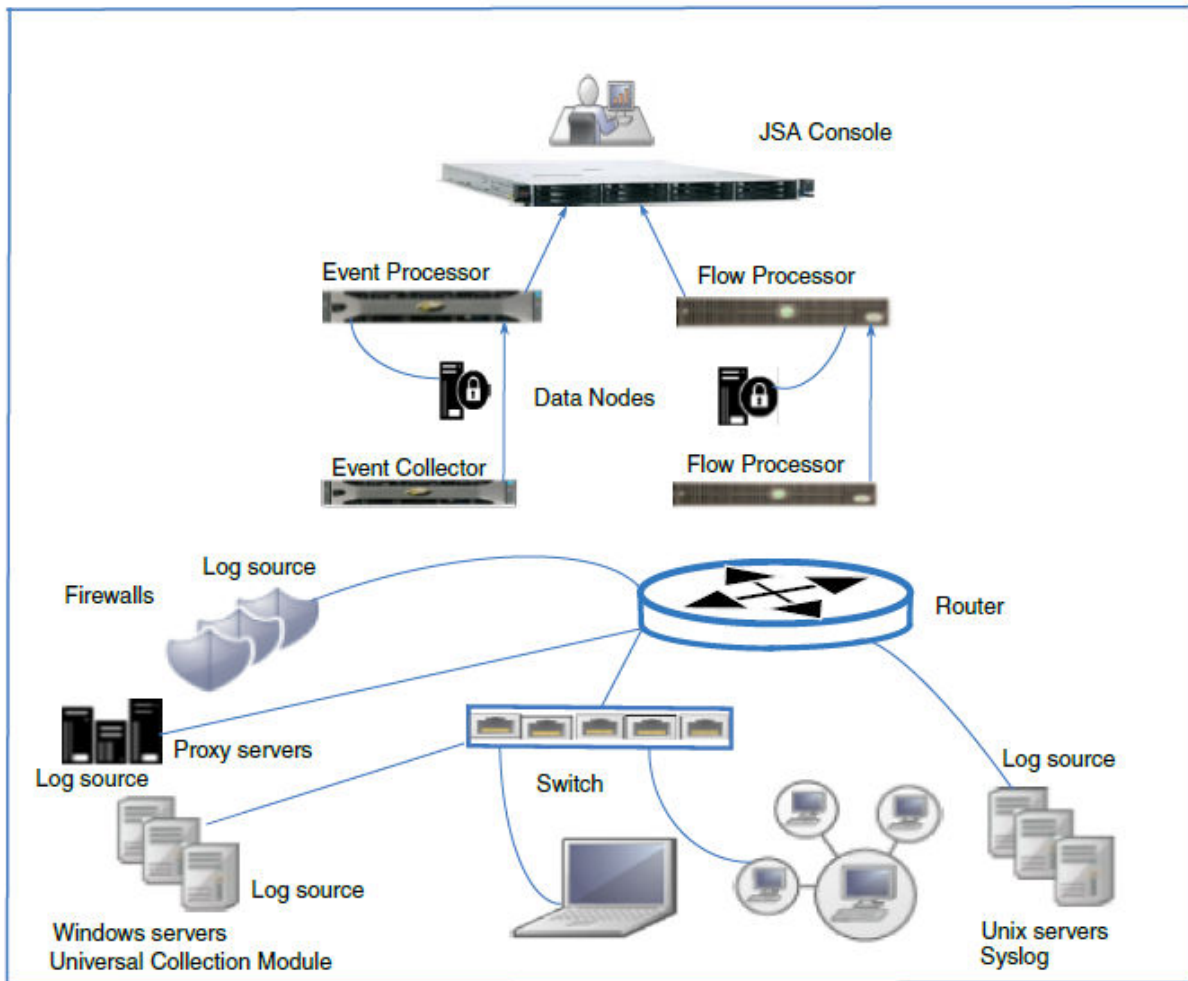 JSA Console
Event Processor
Flow Processor
Data Nodes
Event Collector
Flow Processor
Log source
Firewalls
Router
Proxy servers
Log source
Switch
Log source
Log source
Windows servers
Universal Collection Module
Unix servers
Syslog